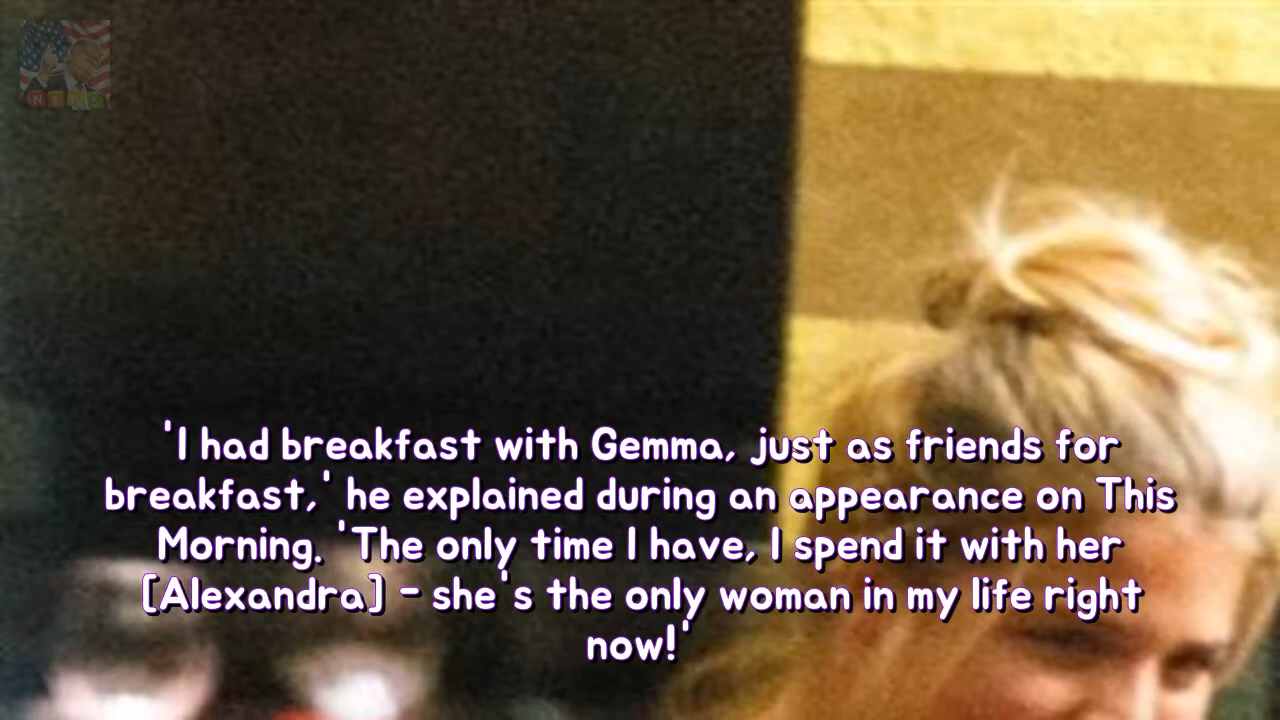 'I had breakfast with Gemma, just as friends for
breakfast,' he explained during an appearance on This
Morning. 'The only time I have, I spend it with her
[Alexandra] - she's the only woman in my life right
now!'
NEWS